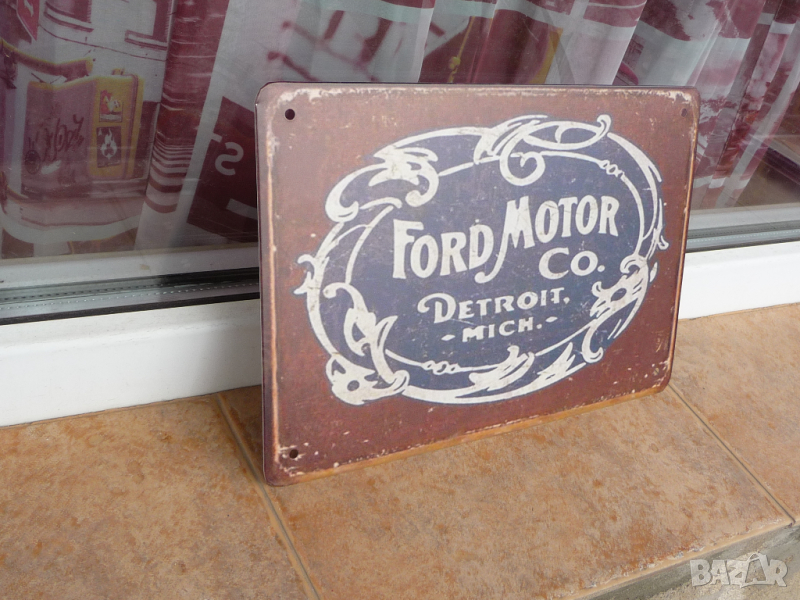 FORD MOTOR
CO.
DETROIT,
- MICH. -
BAZAR